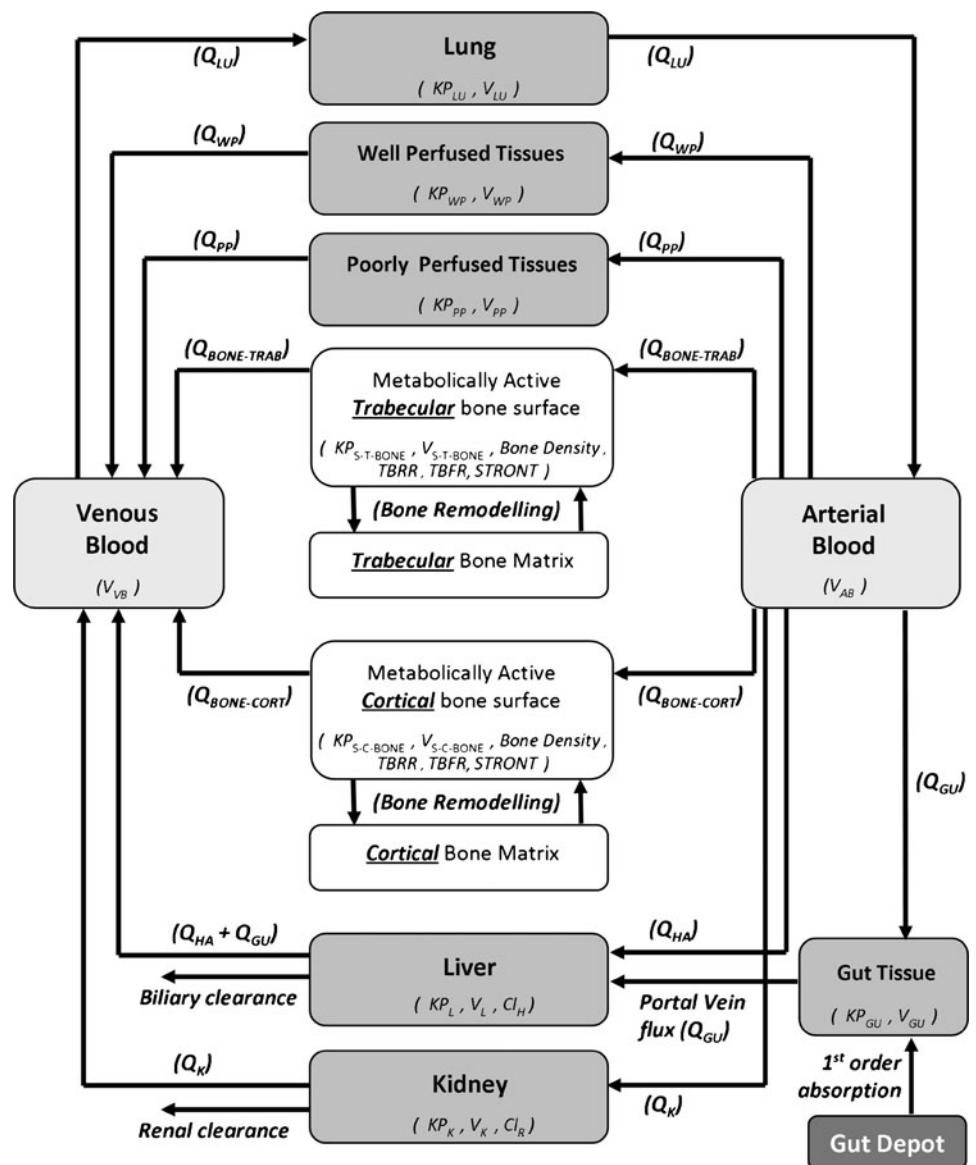 Lung
( KP_LU , V_LU )
(Q_LU)
(Q_LU)
Well Perfused Tissues
( KP_WP , V_WP )
(Q_WP)
(Q_WP)
Poorly Perfused Tissues
( KP_PP , V_PP )
(Q_PP)
(Q_PP)
Metabolically Active
Trabecular bone surface
( KP_S-T-BONE , V_S-T-BONE , Bone Density,
TBRR, TBFR, STRONT )
(Q_BONE-TRAB)
(Q_BONE-TRAB)
(Bone Remodelling)
Trabecular Bone Matrix
Venous
Blood
(V_VB )
Arterial
Blood
(V_AB )
Metabolically Active
Cortical bone surface
( KP_S-C-BONE , V_S-C-BONE , Bone Density,
TBRR, TBFR, STRONT )
(Q_BONE-CORT)
(Q_BONE-CORT)
(Bone Remodelling)
Cortical Bone Matrix
(Q_GU)
(Q_HA + Q_GU)
(Q_HA)
Liver
( KP_L , V_L , Cl_H )
Biliary clearance
Portal Vein
flux (Q_GU)
Gut Tissue
( KP_GU , V_GU )
(Q_K)
Kidney
( KP_K , V_K , Cl_R )
(Q_K)
Renal clearance
1st order
absorption
Gut Depot